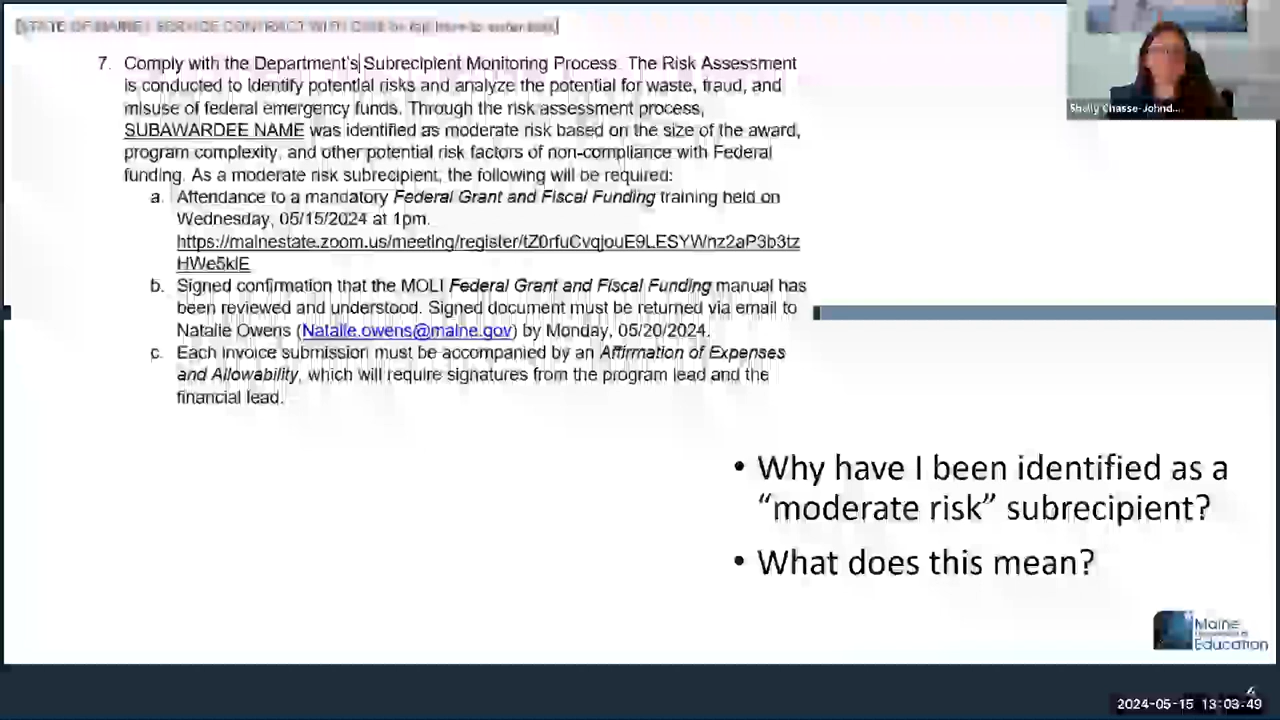 [STATE OF MAINE] SERVICE CONTRACT WITH
7. Comply with the Department's Subrecipient Monitoring Process. The Risk Assessment
is conducted to identify potential risks and analyze the potential for waste, fraud, and
misuse of federal emergency funds. Through the risk assessment process,
SUBAWARDEE NAME was identified as moderate risk based on the size of the award,
program complexity, and other potential risk factors of non-compliance with Federal
funding. As a moderate risk subrecipient, the following will be required:
a. Attendance to a mandatory Federal Grant and Fiscal Funding training held on
Wednesday, 05/15/2024 at 1pm.
https://mainestate.zoom.us/meeting/register/tZ0rfuCvqjouE9LESYWnz2aP3b3tz
HWe5kIE
b. Signed confirmation that the MOLI Federal Grant and Fiscal Funding manual has
been reviewed and understood. Signed document must be returned via email to
Natalie Owens (Natalie.owens@maine.gov) by Monday, 05/20/2024.
c. Each invoice submission must be accompanied by an Affirmation of Expenses
and Allowability, which will require signatures from the program lead and the
financial lead.
Shelly Chasse-Johnd...
• Why have I been identified as a
“moderate risk” subrecipient?
• What does this mean?
Maine
Education
2024-05-15 13:03:49